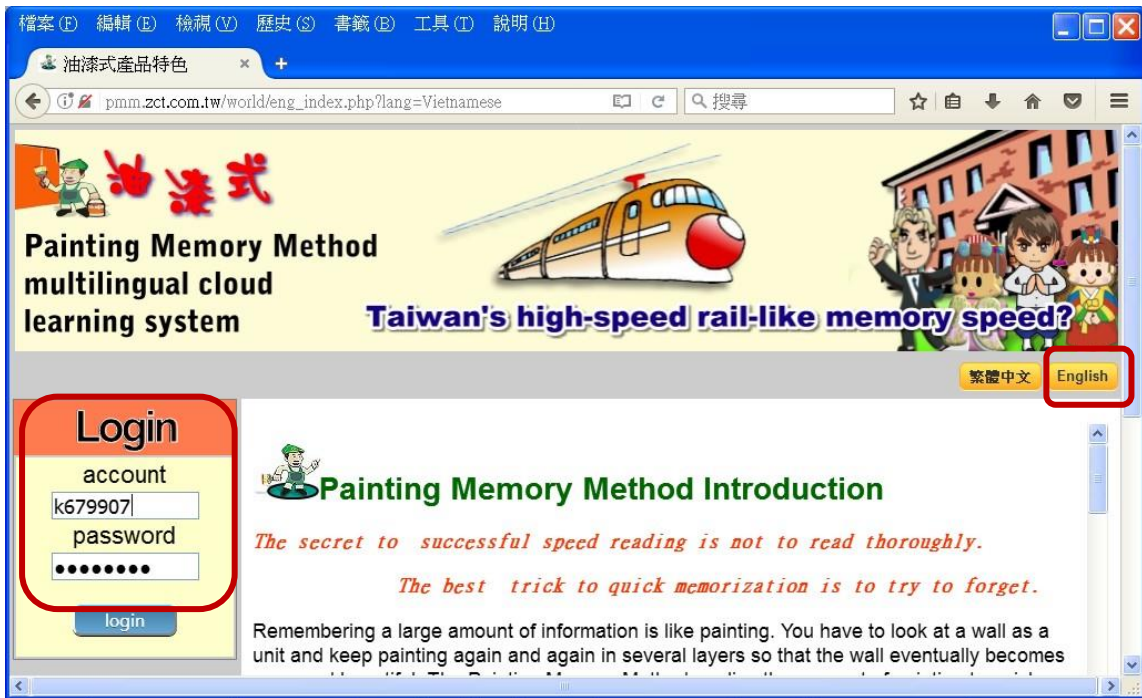 檔案(F) 編輯(E) 檢視(V) 歷史(S) 書籤(B) 工具(T) 說明(H)
油漆式產品特色 × +
pmm.zct.com.tw/world/eng_index.php?lang=Vietnamese 搜尋
油漆式
Painting Memory Method
multilingual cloud
learning system
Taiwan's high-speed rail-like memory speed?
繁體中文 English
Login
account
k679907
password
••••••••
login
Painting Memory Method Introduction
The secret to successful speed reading is not to read thoroughly.
The best trick to quick memorization is to try to forget.
Remembering a large amount of information is like painting. You have to look at a wall as a
unit and keep painting again and again in several layers so that the wall eventually becomes